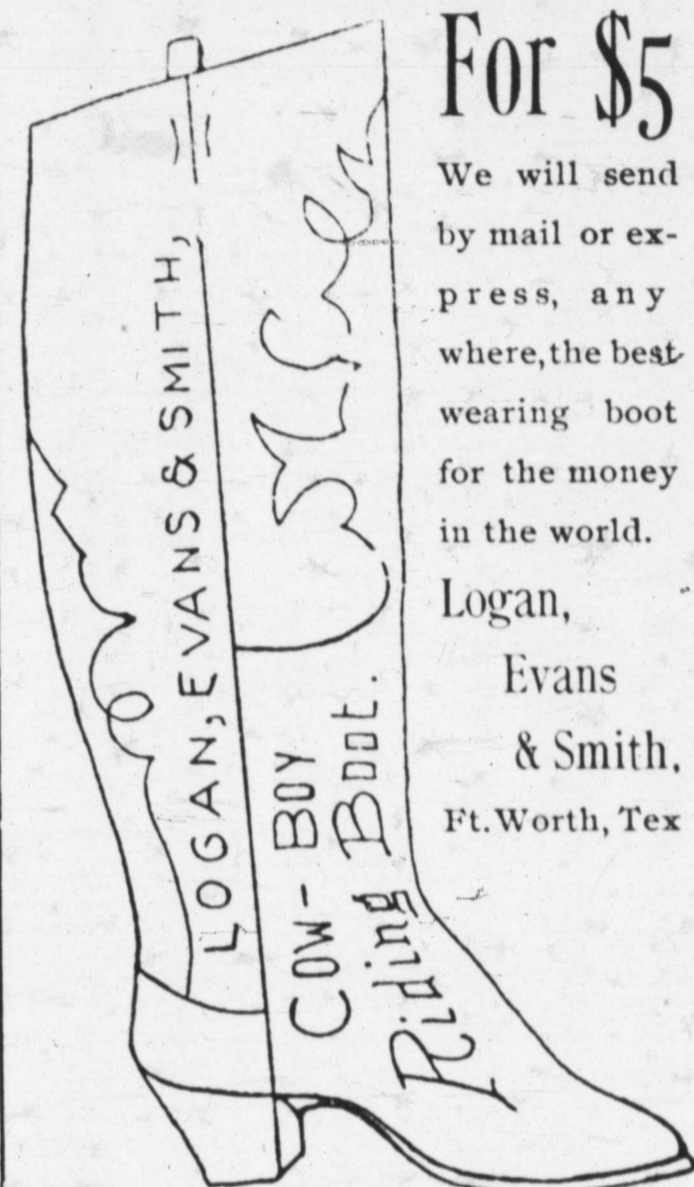 For $5
We will send
by mail or ex-
press, any
where, the best
wearing boot
for the money
in the world.
Logan,
Evans
& Smith,
Ft. Worth, Tex
LOGAN, EVANS & SMITH,
COW-BOY
Riding Boot.